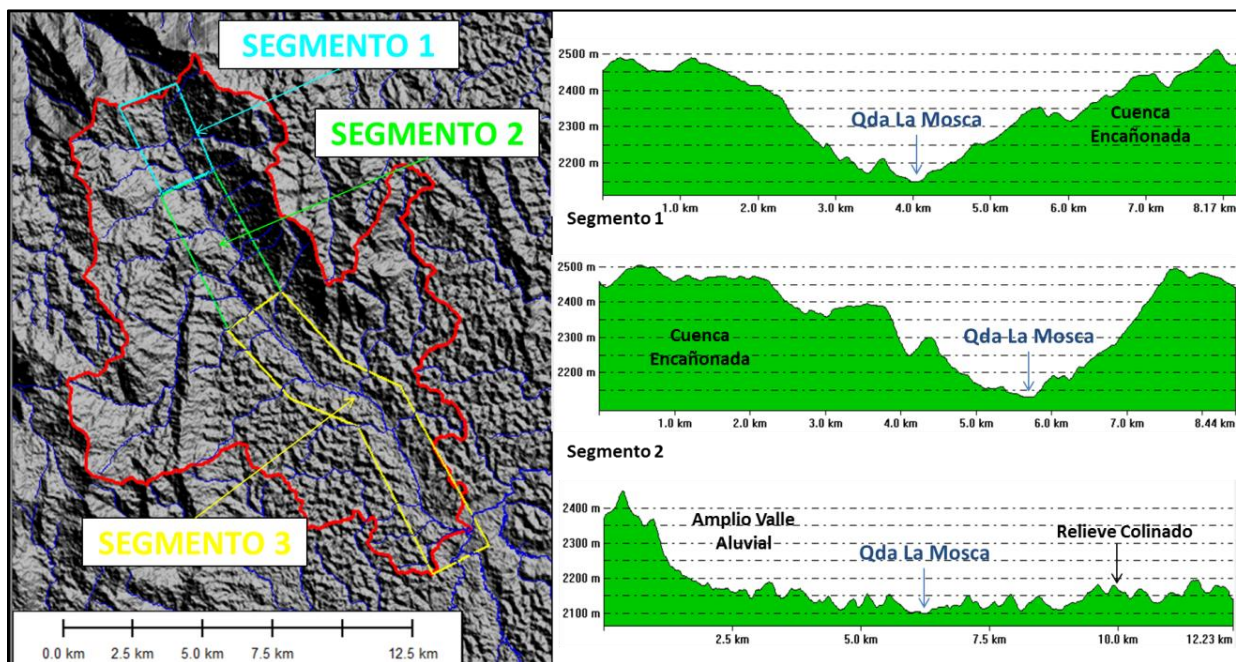 SEGMENTO 1
SEGMENTO 2
SEGMENTO 3
0.0 km 2.5 km 5.0 km 7.5 km 12.5 km
2500 m
2400 m
2300 m
2200 m
Qda La Mosca
Cuenca
Encañonada
1.0 km 2.0 km 3.0 km 4.0 km 5.0 km 6.0 km 7.0 km 8.17 km
Segmento 1
2500 m
2400 m
2300 m
2200 m
Cuenca
Encañonada
Qda La Mosca
1.0 km 2.0 km 3.0 km 4.0 km 5.0 km 6.0 km 7.0 km 8.44 km
Segmento 2
2400 m
2300 m
2200 m
2100 m
Amplio Valle
Aluvial
Qda La Mosca
Relieve Colinado
2.5 km 5.0 km 7.5 km 10.0 km 12.23 km